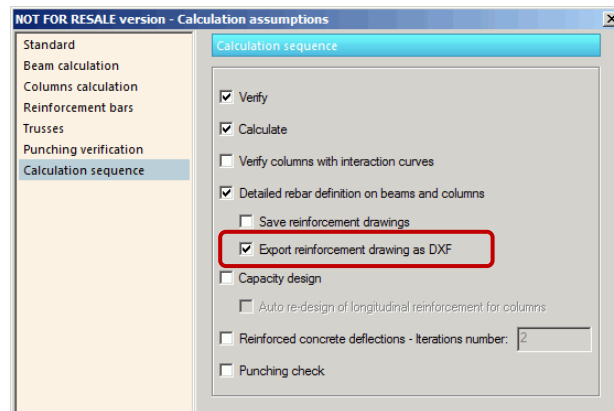 NOT FOR RESALE version - Calculation assumptions
Standard
Beam calculation
Columns calculation
Reinforcement bars
Trusses
Punching verification
Calculation sequence
Calculation sequence
Verify
Calculate
Verify columns with interaction curves
Detailed rebar definition on beams and columns
Save reinforcement drawings
Export reinforcement drawing as DXF
Capacity design
Auto re-design of longitudinal reinforcement for columns
Reinforced concrete deflections - Iterations number: 2
Punching check